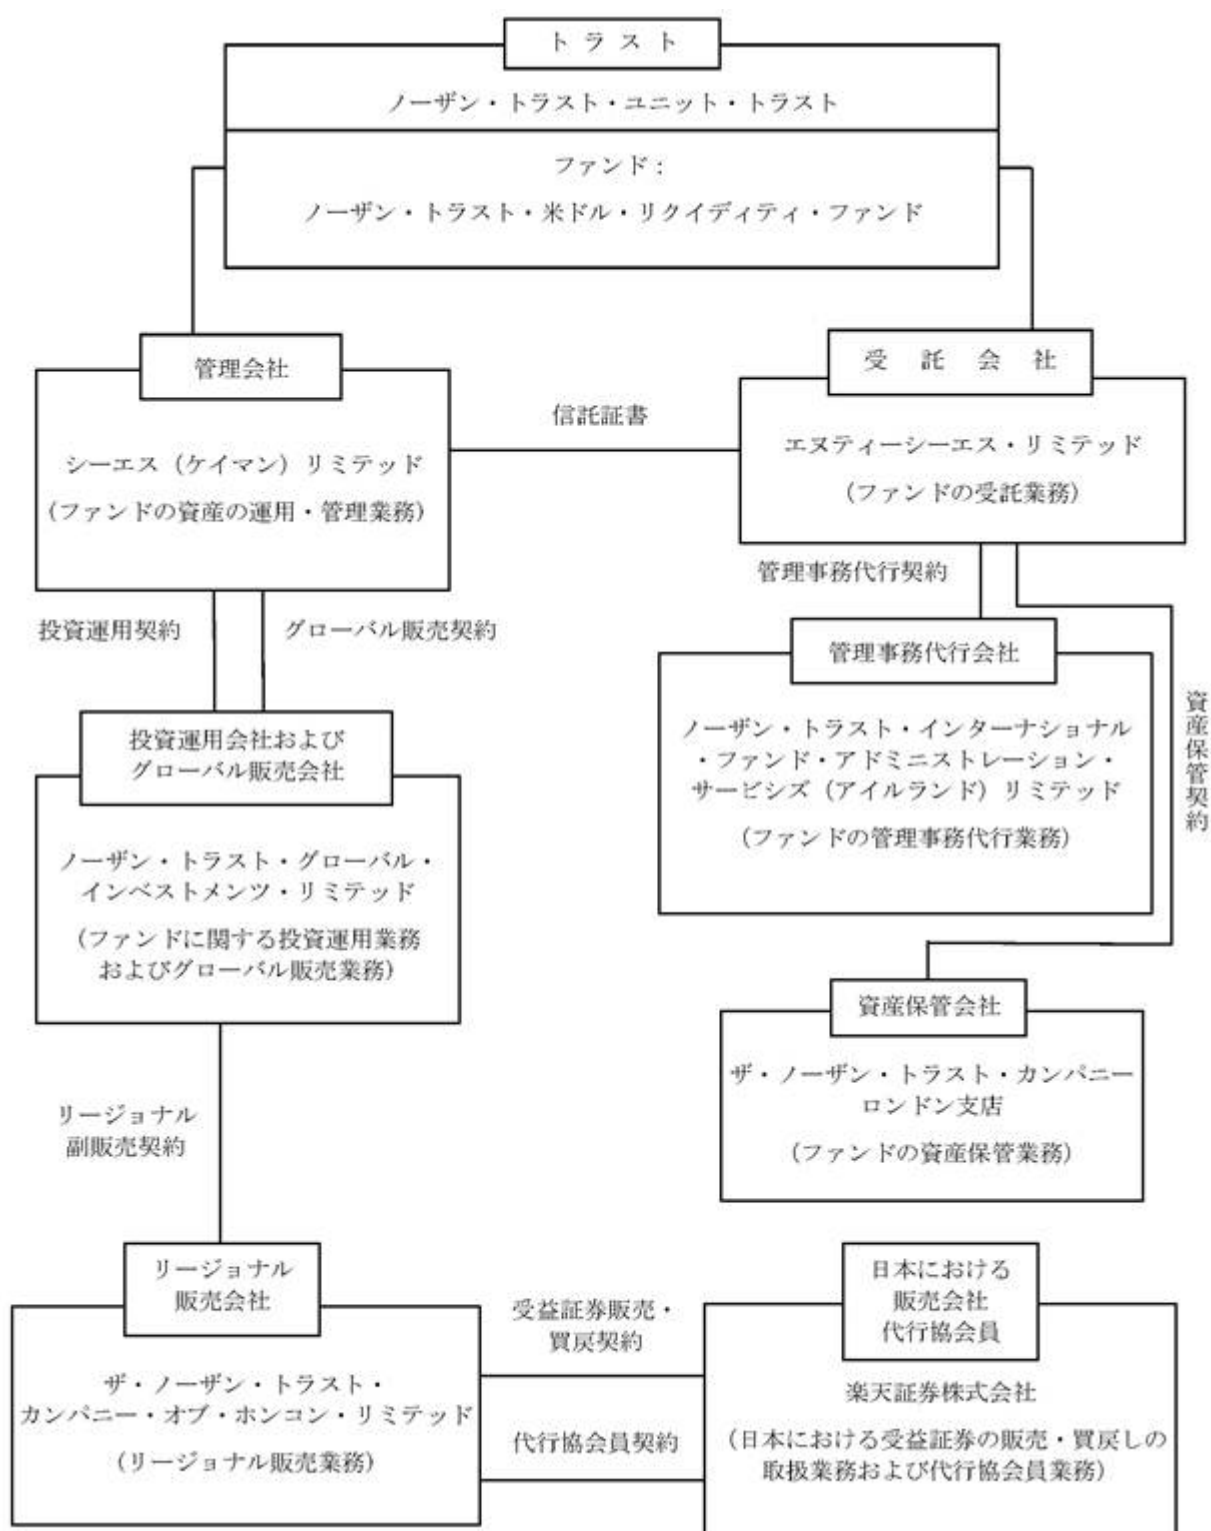 トラスト
ノーザン・トラスト・ユニット・トラスト
ファンド：
ノーザン・トラスト・米ドル・リクイディティ・ファンド
管理会社
シーエス（ケイマン）リミテッド
（ファンドの資産の運用・管理業務）
信託証書
受託会社
エヌティーシーエス・リミテッド
（ファンドの受託業務）
投資運用契約
グローバル販売契約
管理事務代行契約
管理事務代行会社
ノーザン・トラスト・インターナショナル
・ファンド・アドミニストレーション・
サービシズ（アイルランド）リミテッド
（ファンドの管理事務代行業務）
資産保管契約
投資運用会社および
グローバル販売会社
ノーザン・トラスト・グローバル・
インベストメンツ・リミテッド
（ファンドに関する投資運用業務
およびグローバル販売業務）
資産保管会社
ザ・ノーザン・トラスト・カンパニー
ロンドン支店
（ファンドの資産保管業務）
リージョナル
副販売契約
リージョナル
販売会社
ザ・ノーザン・トラスト・
カンパニー・オブ・ホンコン・リミテッド
（リージョナル販売業務）
受益証券販売・
買戻契約
代行協会員契約
日本における
販売会社
代行協会員
楽天証券株式会社
（日本における受益証券の販売・買戻しの
取扱業務および代行協会員業務）